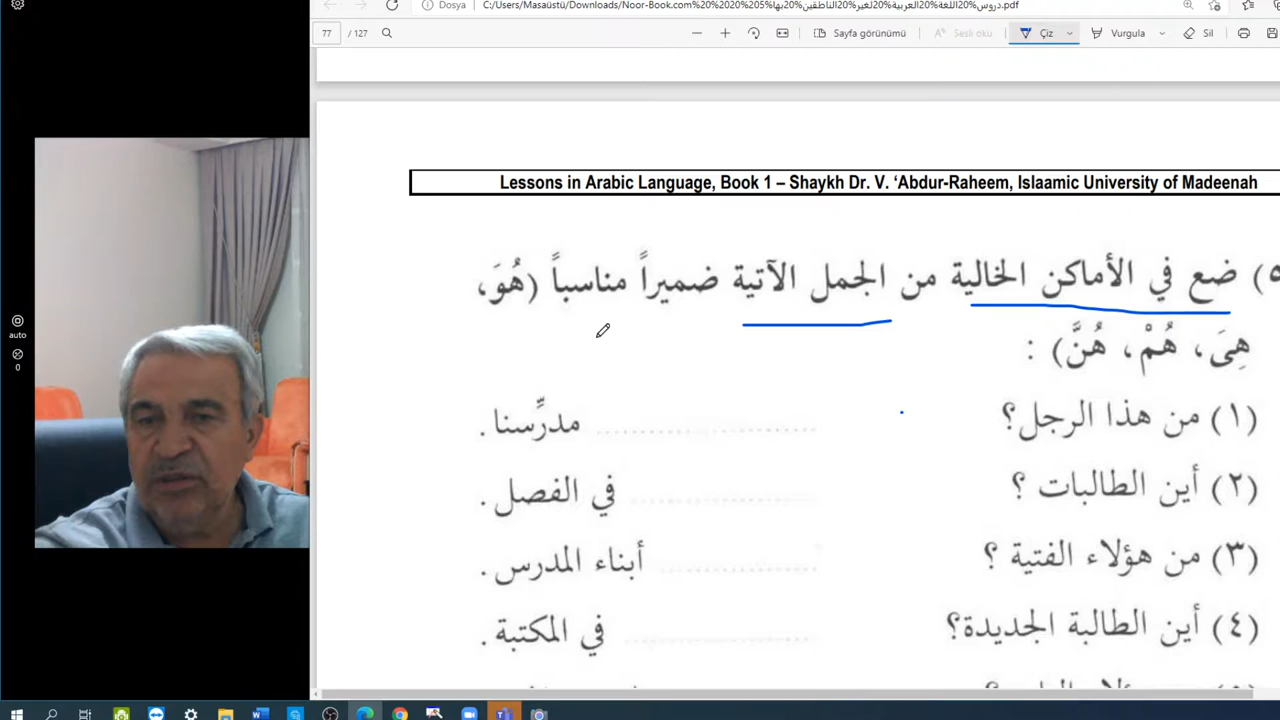 Dosya
C:/Users/Masaüstü/Downloads/Noor-Book.com%20%2020%205%20دروس%20اللغة%20العربية%20لغير%20الناطقين%20بها.pdf
77 / 127
Sayfa görünümü
Sesli oku
Çiz
Vurgula
Sil
auto
0
Lessons in Arabic Language, Book 1 – Shaykh Dr. V. ‘Abdur-Raheem, Islaamic University of Madeenah
٥) ضع في الأماكن الخالية من الجمل الآتية ضميراً مناسباً (هُوَ،
هِىَ، هُمْ، هُنَّ) :
(١) من هذا الرجل؟ .................... مدرِّسنا .
(٢) أين الطالبات ؟ .................... في الفصل .
(٣) من هؤلاء الفتية ؟ .................... أبناء المدرس .
(٤) أين الطالبة الجديدة؟ .................... في المكتبة .